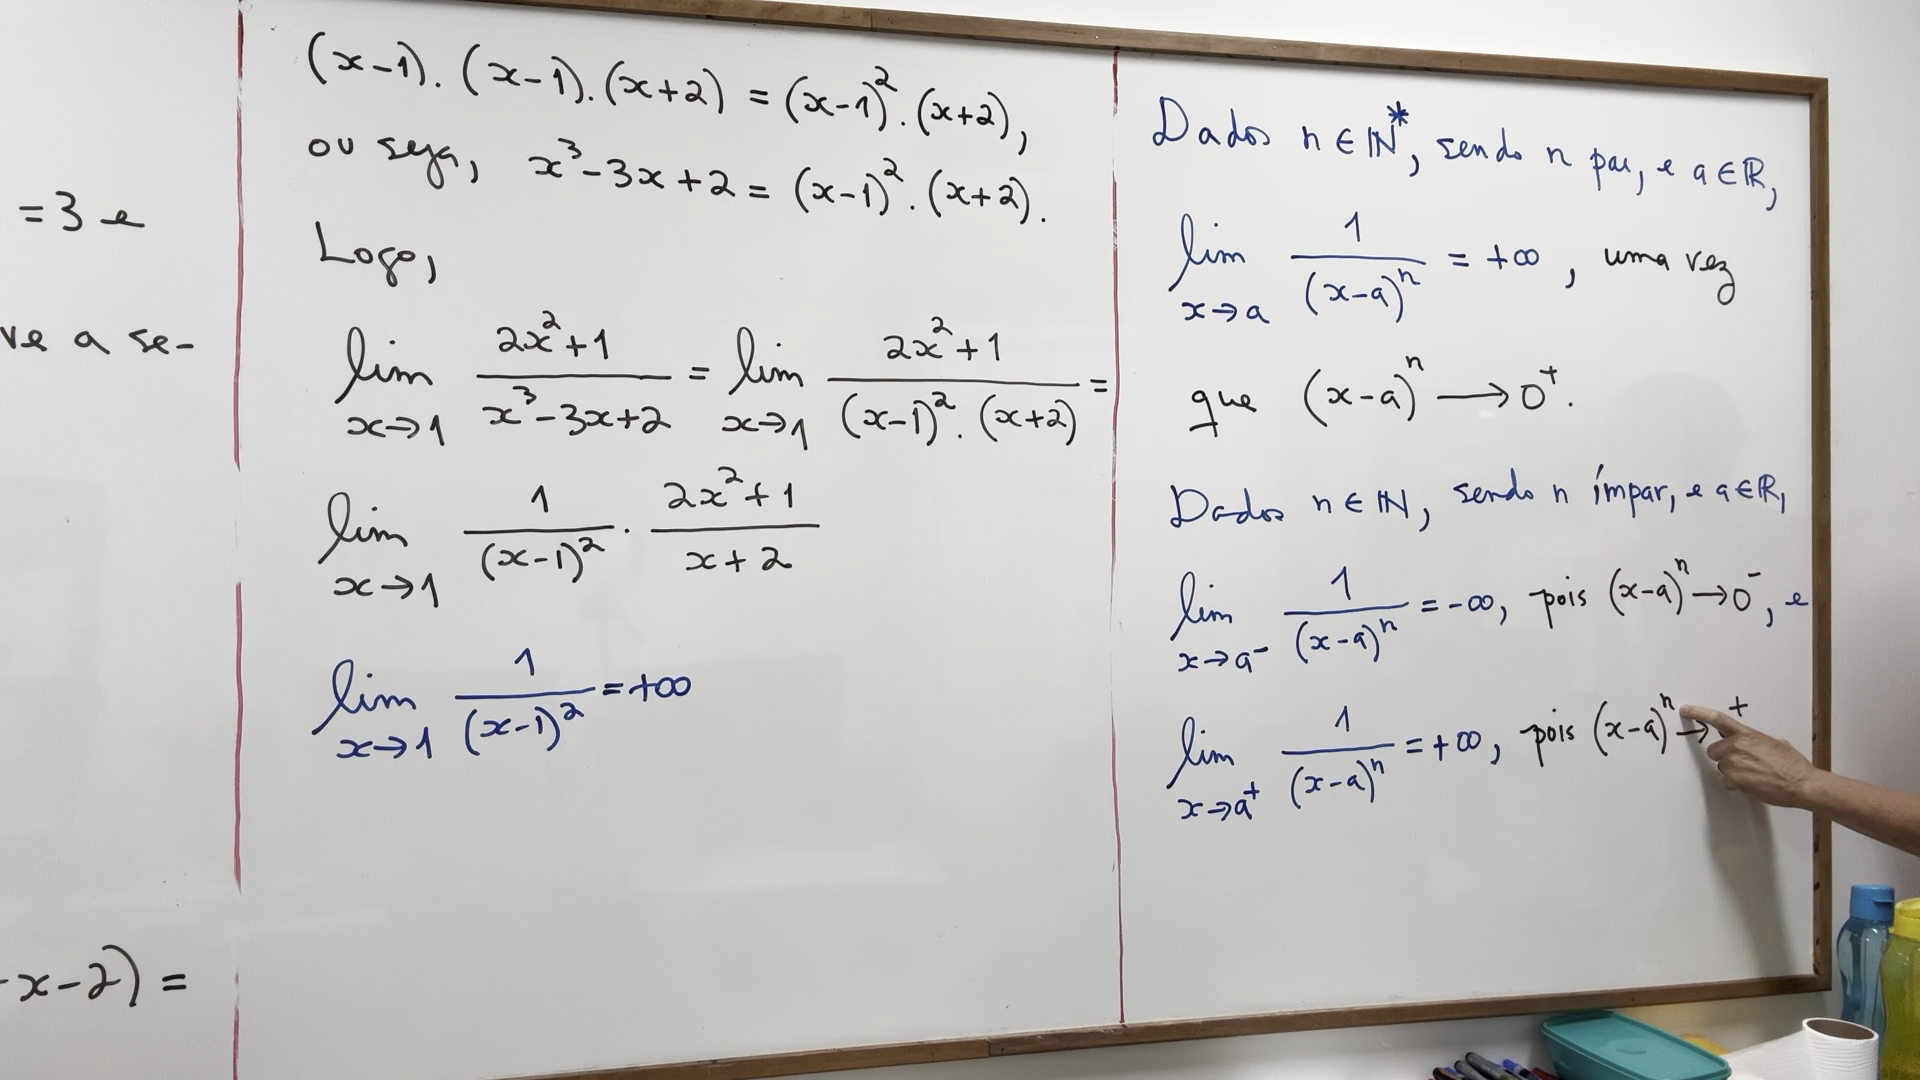 = 3 e
ve a se-
-x-2) =
(x-1).(x-1).(x+2) = (x-1)².(x+2),
ou seja, x³-3x+2 = (x-1)².(x+2).
Logo,
lim x→1 (2x²+1)/(x³-3x+2) = lim x→1 (2x²+1)/((x-1)².(x+2)) =
lim x→1 1/(x-1)² . (2x²+1)/(x+2)
lim x→1 1/(x-1)² = +∞
Dados n∈ℕ*, sendo n par, e a∈ℝ,
lim x→a 1/(x-a)ⁿ = +∞, uma vez
que (x-a)ⁿ → 0⁺.
Dados n∈ℕ, sendo n ímpar, e a∈ℝ,
lim x→a⁻ 1/(x-a)ⁿ = -∞, pois (x-a)ⁿ → 0⁻, e
lim x→a⁺ 1/(x-a)ⁿ = +∞, pois (x-a)ⁿ → ⁺